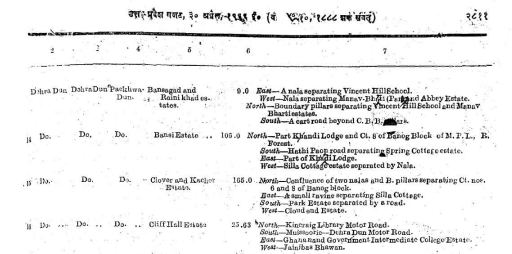 उत्तर प्रदेश गजट, ३० अप्रैल, १९६६ ई० १८८८ शक संवत्) २८११
2 3 4 5 6 7
Dehra Dun Dehra Dun Pachhwa-Dun. Bansagad and Raini khad estates. 9.0 East—A nala separating Vincent Hill School.
West—Nala separating Manav-Bharti and Abbey Estate.
North—Boundary pillars separating Vincent Hill School and Manav Bharti estates.
South—A cart road beyond C. B.
Do. Do. Do. Bansi Estate .. 105.0 North—Part Khandi Lodge and Ct. 8 of Banog Block of M. P. L., R. Forest.
South—Hathi Paon road separating Spring Cottage estate.
East—Part of Khandi Lodge.
West—Silla Cottage estate separated by Nala.
Do. Do. Do. Clover and Kacher Estate. 165.0 North—Confluence of two nalas and B. pillars separating Ct. nos. 6 and 8 of Banog block.
East—A small ravine separating Silla Cottage.
South—Park Estate separated by a road.
West—Cloud and Estate.
Do. .. Do. .. Do. Cliff Hall Estate .. 25.63 North—Kincraig Library Motor Road.
South—Mussoorie—Dehra Dun Motor Road.
East—Ghananand Government Intermediate College Estate.
West—Jainibas Bhawan.